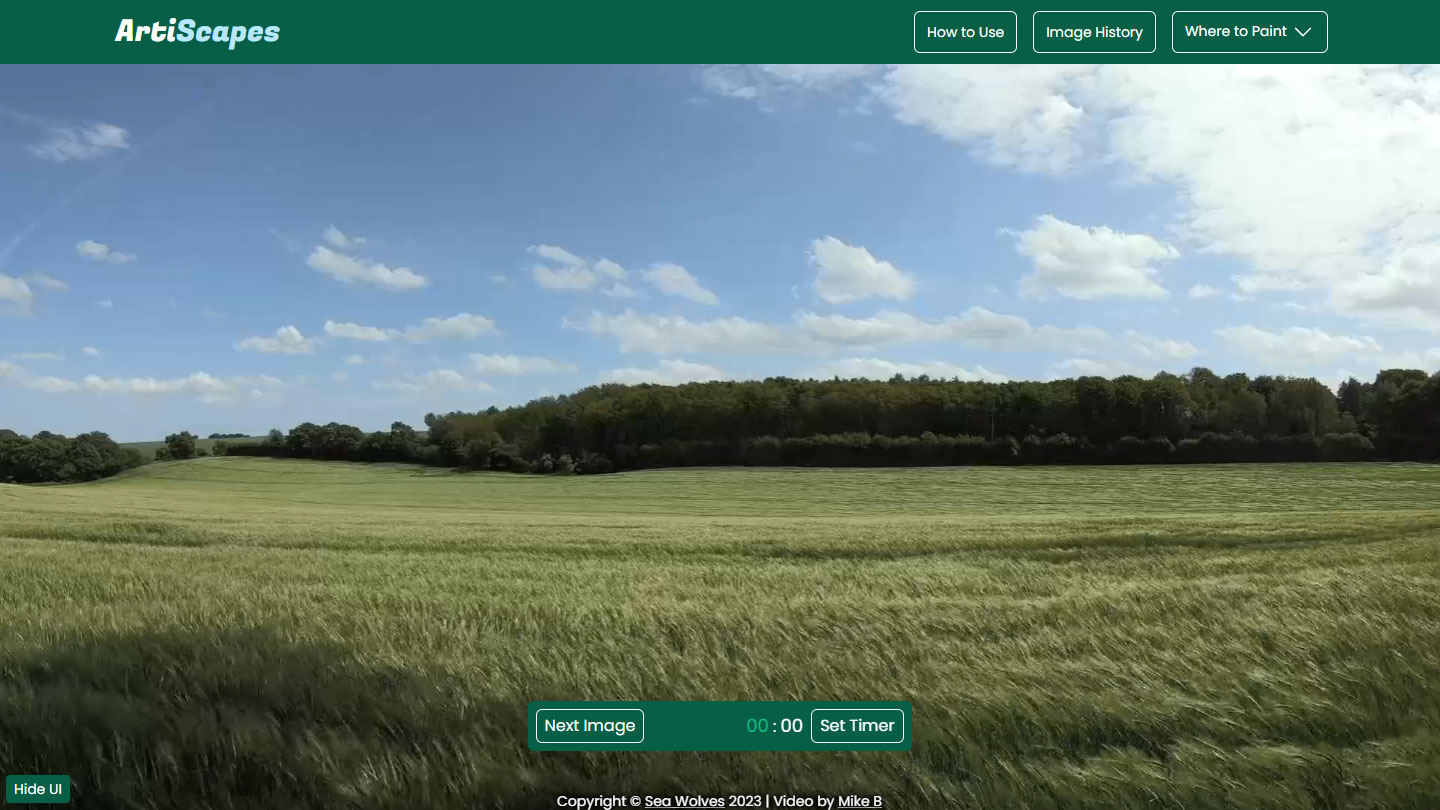 ArtiScapes
How to Use
Image History
Where to Paint
Next Image
00 : 00
Set Timer
Hide UI
Copyright © Sea Wolves 2023 | Video by Mike B